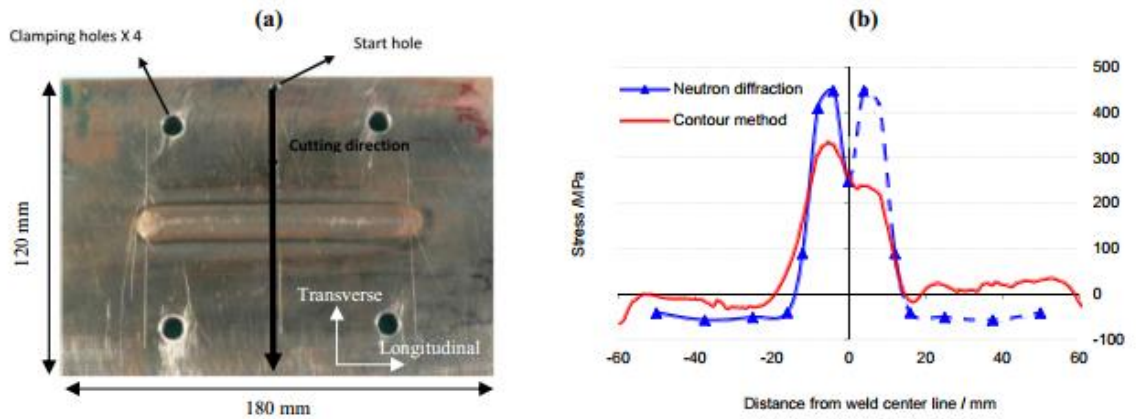 (a)
Clamping holes X 4
Start hole
Cutting direction
Transverse
Longitudinal
120 mm
180 mm
(b)
Neutron diffraction
Contour method
Stress /MPa
500
400
300
200
100
0
-100
-60
-40
-20
0
20
40
60
Distance from weld center line / mm